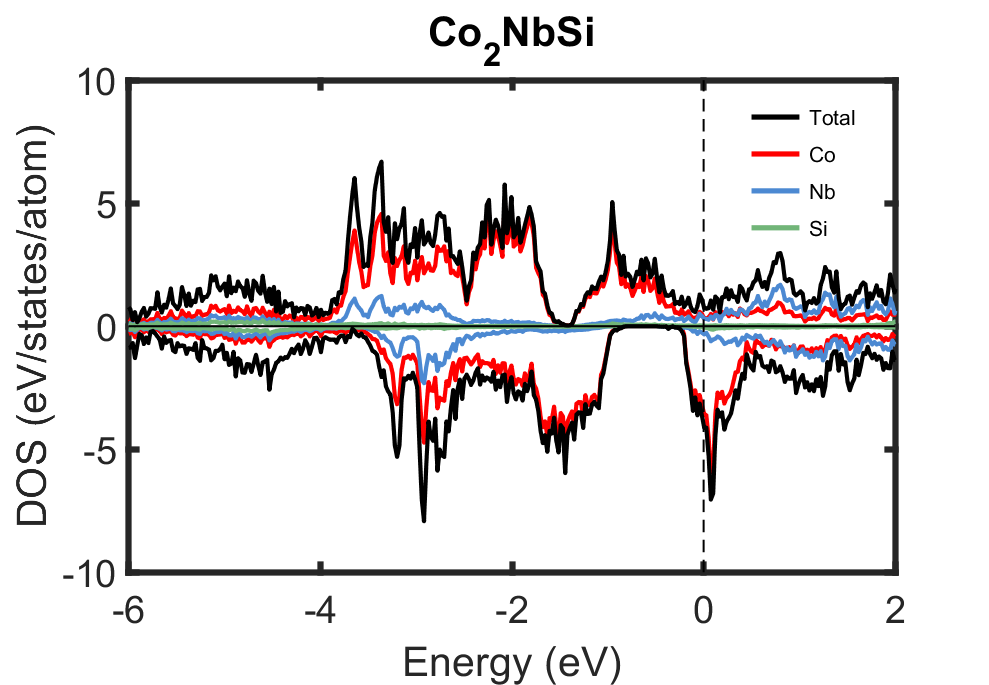 Co2NbSi
10
5
0
-5
-10
DOS (eV/states/atom)
Total
Co
Nb
Si
-6
-4
-2
0
2
Energy (eV)